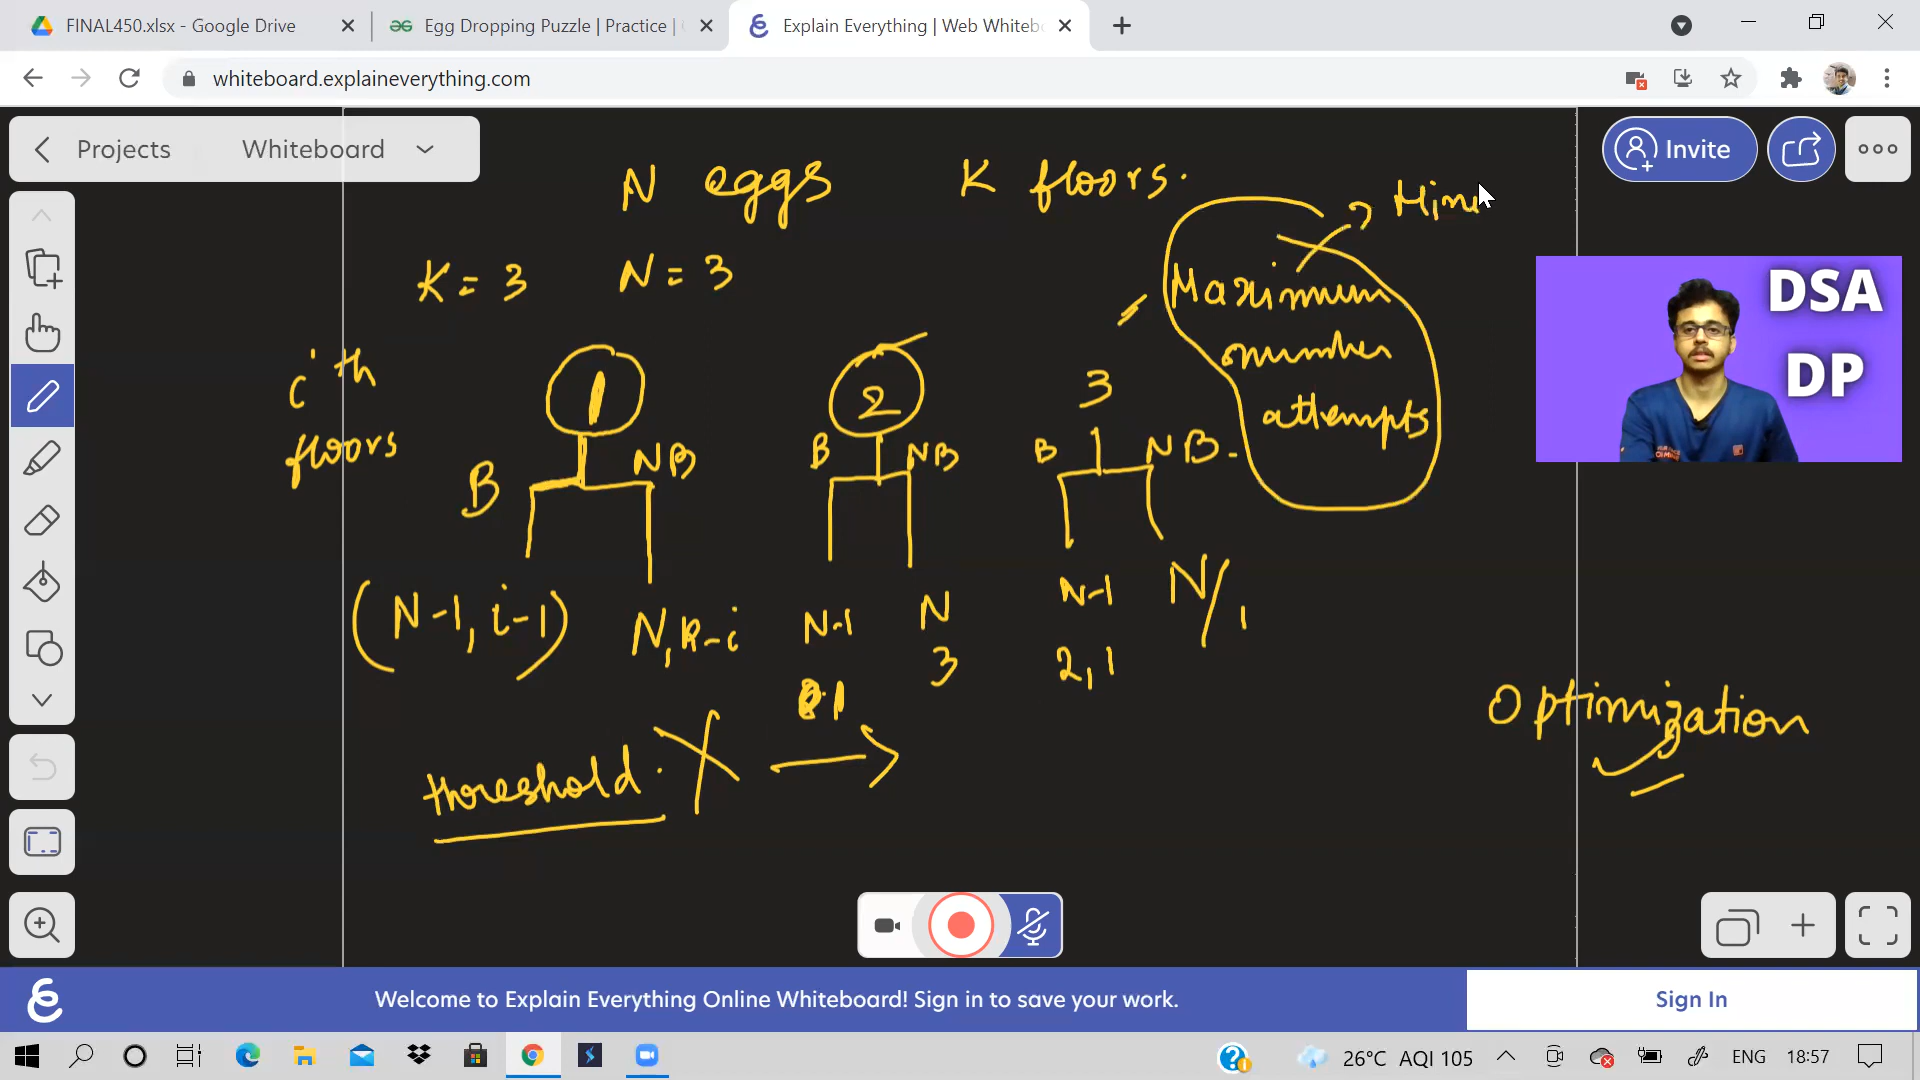 FINAL450.xlsx - Google Drive
Egg Dropping Puzzle | Practice |
Explain Everything | Web Whitebo
whiteboard.explaineverything.com
Projects
Whiteboard
Invite
N eggs K floors.
K = 3 N = 3
Mini
Maximum
number
attempts
DSA
DP
i th
floors
1
2
3
B NB
B NB
B NB
(N-1, i-1) N, k-i
N-1 N
3
N-1 N/1
2, 1
threshold.
Optimization
Welcome to Explain Everything Online Whiteboard! Sign in to save your work.
Sign In
26°C AQI 105
ENG
18:57